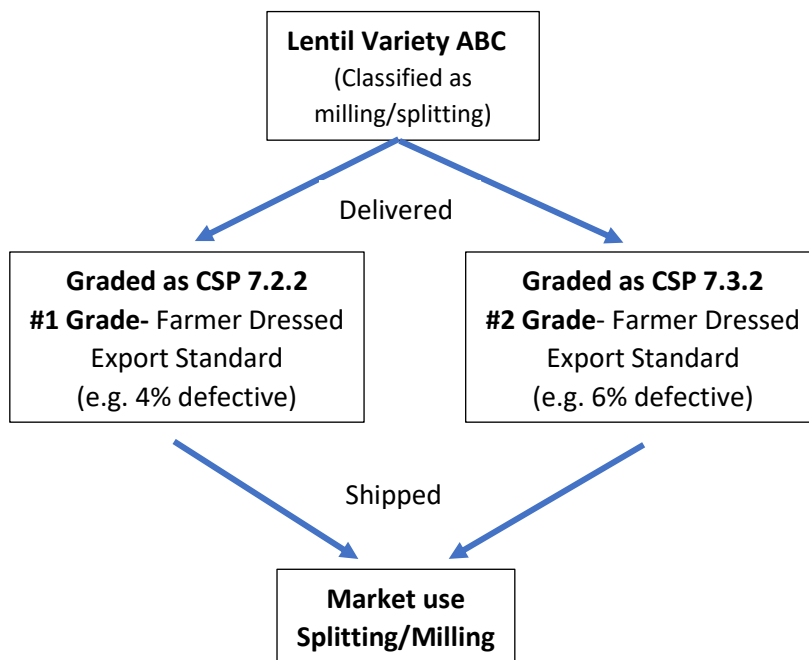 Lentil Variety ABC
(Classified as
milling/splitting)
Delivered
Graded as CSP 7.2.2
#1 Grade- Farmer Dressed
Export Standard
(e.g. 4% defective)
Graded as CSP 7.3.2
#2 Grade- Farmer Dressed
Export Standard
(e.g. 6% defective)
Shipped
Market use
Splitting/Milling